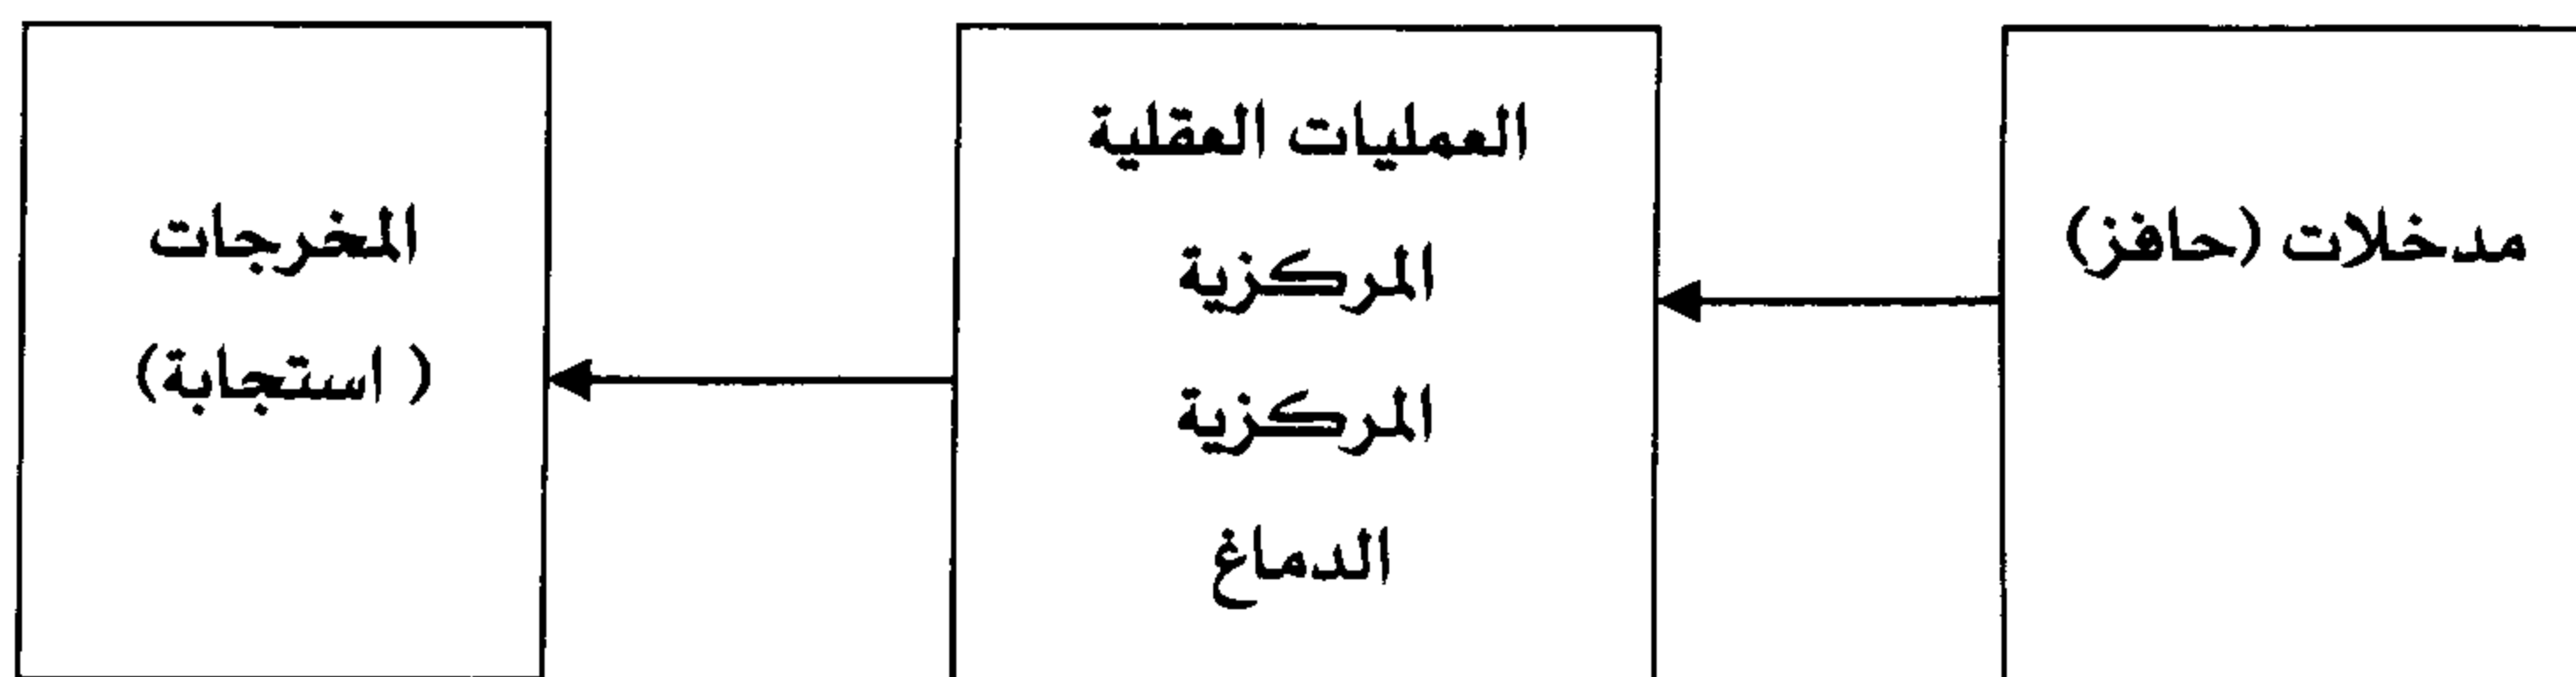 مدخلات (حافز)
العمليات العقلية
المركزية
المركزية
الدماغ
المخرجات
( استجابة)